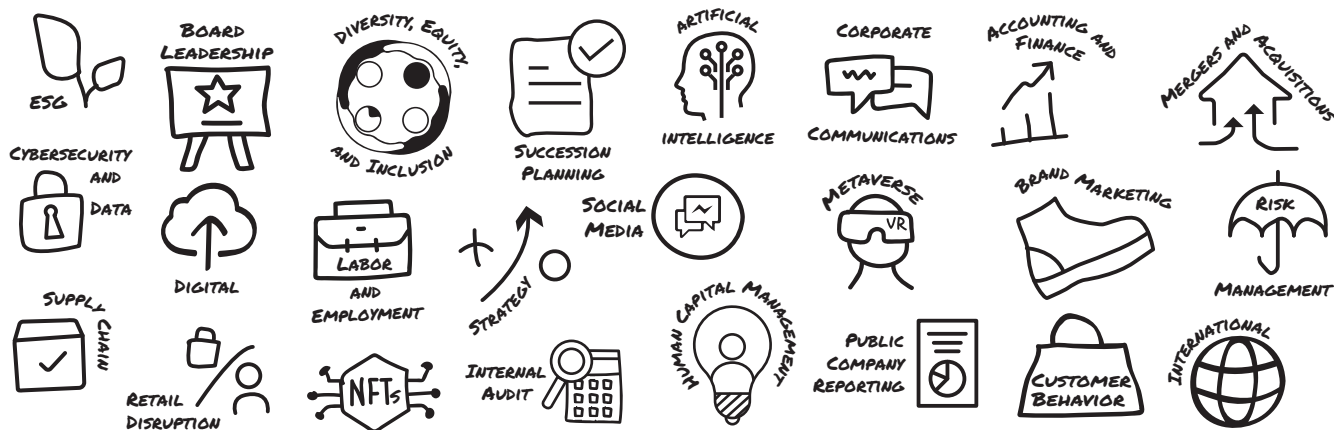 ESG
BOARD
LEADERSHIP
DIVERSITY, EQUITY,
AND INCLUSION
SUCCESSION
PLANNING
ARTIFICIAL
INTELLIGENCE
CORPORATE
COMMUNICATIONS
ACCOUNTING AND
FINANCE
MERGERS AND ACQUISITIONS
CYBERSECURITY
AND
DATA
DIGITAL
LABOR
AND
EMPLOYMENT
STRATEGY
SOCIAL
MEDIA
METAVERSE
VR
BRAND MARKETING
RISK
MANAGEMENT
SUPPLY CHAIN
RETAIL
DISRUPTION
NFTs
INTERNAL
AUDIT
HUMAN CAPITAL MANAGEMENT
PUBLIC
COMPANY
REPORTING
CUSTOMER
BEHAVIOR
INTERNATIONAL